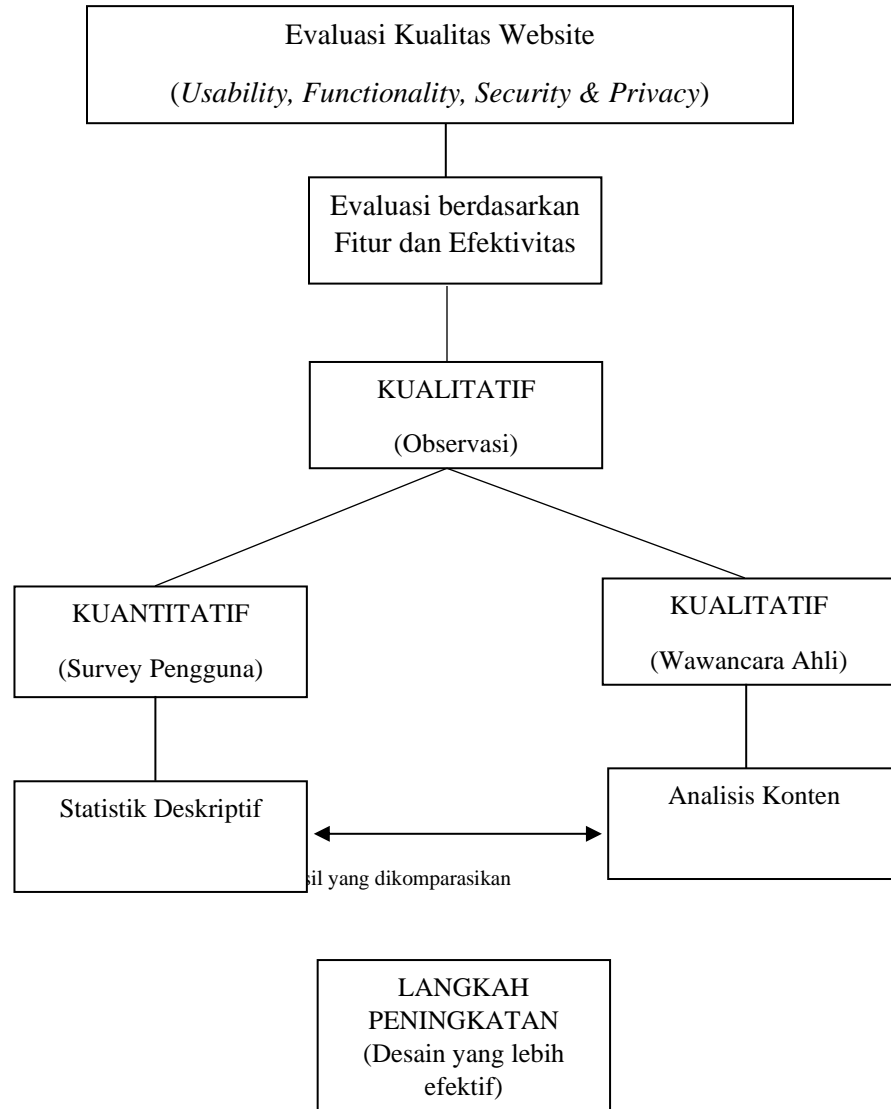 Evaluasi Kualitas Website
(Usability, Functionality, Security & Privacy)
Evaluasi berdasarkan
Fitur dan Efektivitas
KUALITATIF
(Observasi)
KUANTITATIF
(Survey Pengguna)
KUALITATIF
(Wawancara Ahli)
Statistik Deskriptif
Analisis Konten
sil yang dikomparasikan
LANGKAH
PENINGKATAN
(Desain yang lebih
efektif)